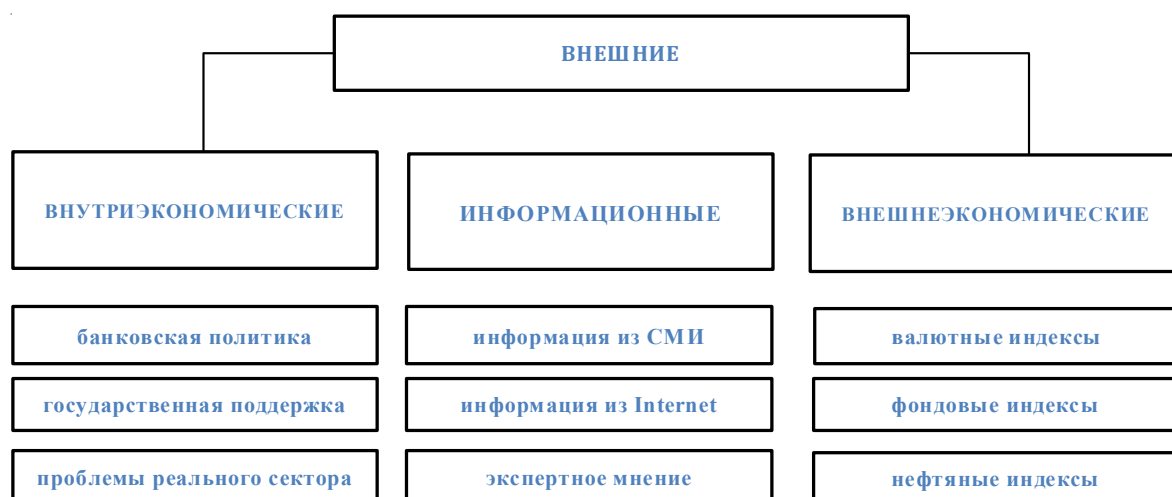 ВНЕШНИЕ
ВНУТРИЭКОНОМИЧЕСКИЕ
ИНФОРМАЦИОННЫЕ
ВНЕШНЕЭКОНОМИЧЕСКИЕ
банковская политика
информация из СМИ
валютные индексы
государственная поддержка
информация из Internet
фондовые индексы
проблемы реального сектора
экспертное мнение
нефтяные индексы